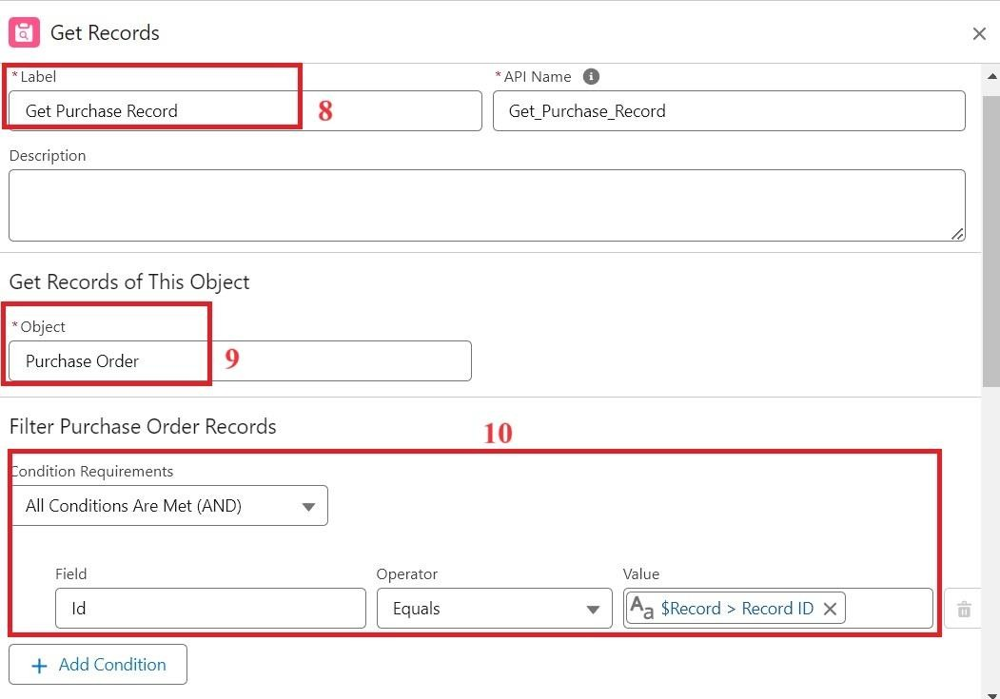 Get Records
* Label
* API Name
Get Purchase Record
8
Get_Purchase_Record
Description
Get Records of This Object
* Object
Purchase Order
9
Filter Purchase Order Records
10
Condition Requirements
All Conditions Are Met (AND)
Field
Operator
Value
Id
Equals
Aa $Record > Record ID
+ Add Condition